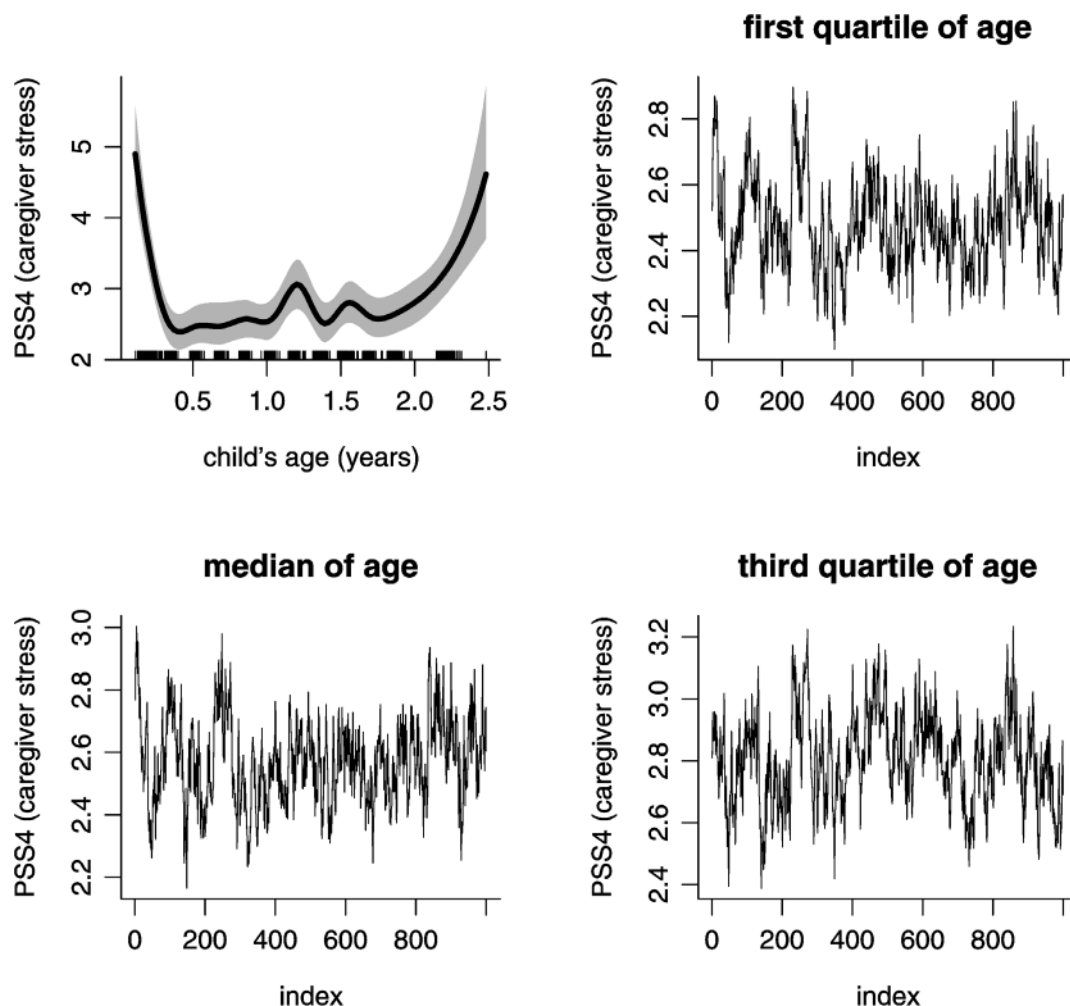 PSS4 (caregiver stress)
5
4
3
2
0.5 1.0 1.5 2.0 2.5
child's age (years)
first quartile of age
PSS4 (caregiver stress)
2.8
2.6
2.4
2.2
0 200 400 600 800
index
median of age
PSS4 (caregiver stress)
3.0
2.8
2.6
2.4
2.2
0 200 400 600 800
index
third quartile of age
PSS4 (caregiver stress)
3.2
3.0
2.8
2.6
2.4
0 200 400 600 800
index